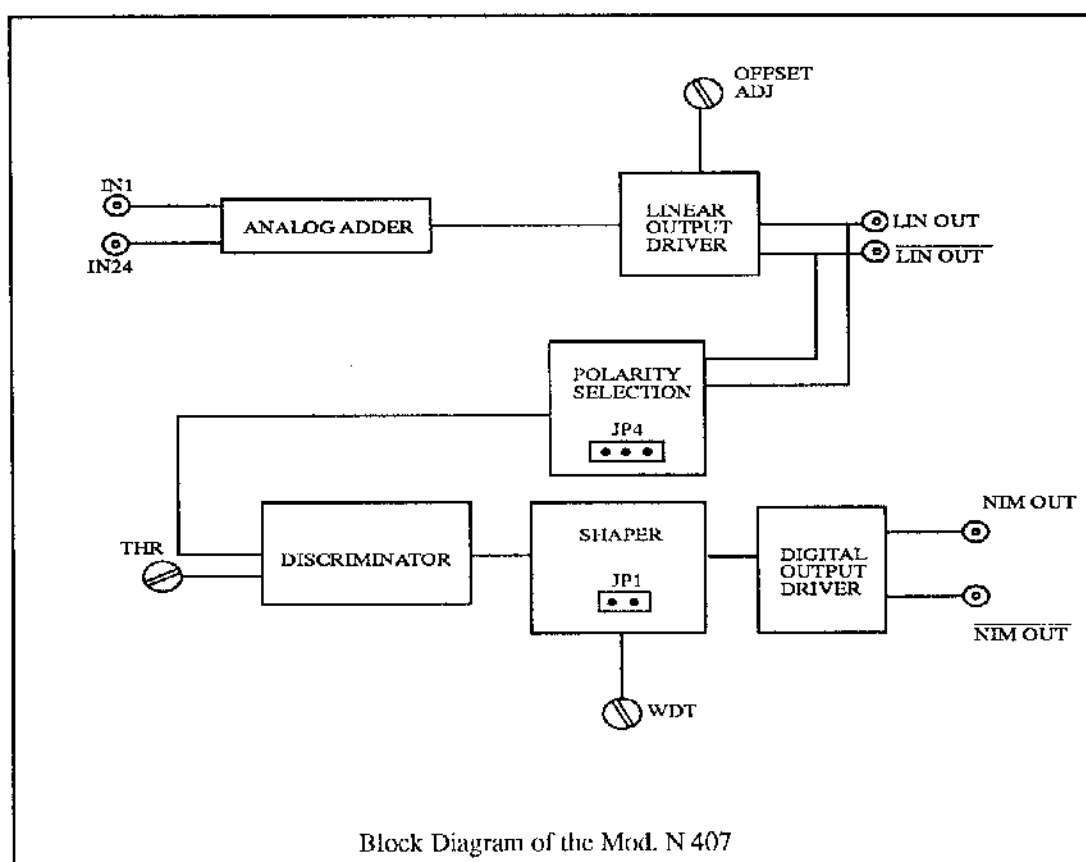 OFFSET
ADJ
IN1
IN24
ANALOG ADDER
LINEAR
OUTPUT
DRIVER
LIN OUT
LIN OUT
POLARITY
SELECTION
JP4
THR
DISCRIMINATOR
SHAPER
JP1
DIGITAL
OUTPUT
DRIVER
NIM OUT
NIM OUT
WDT
Block Diagram of the Mod. N 407